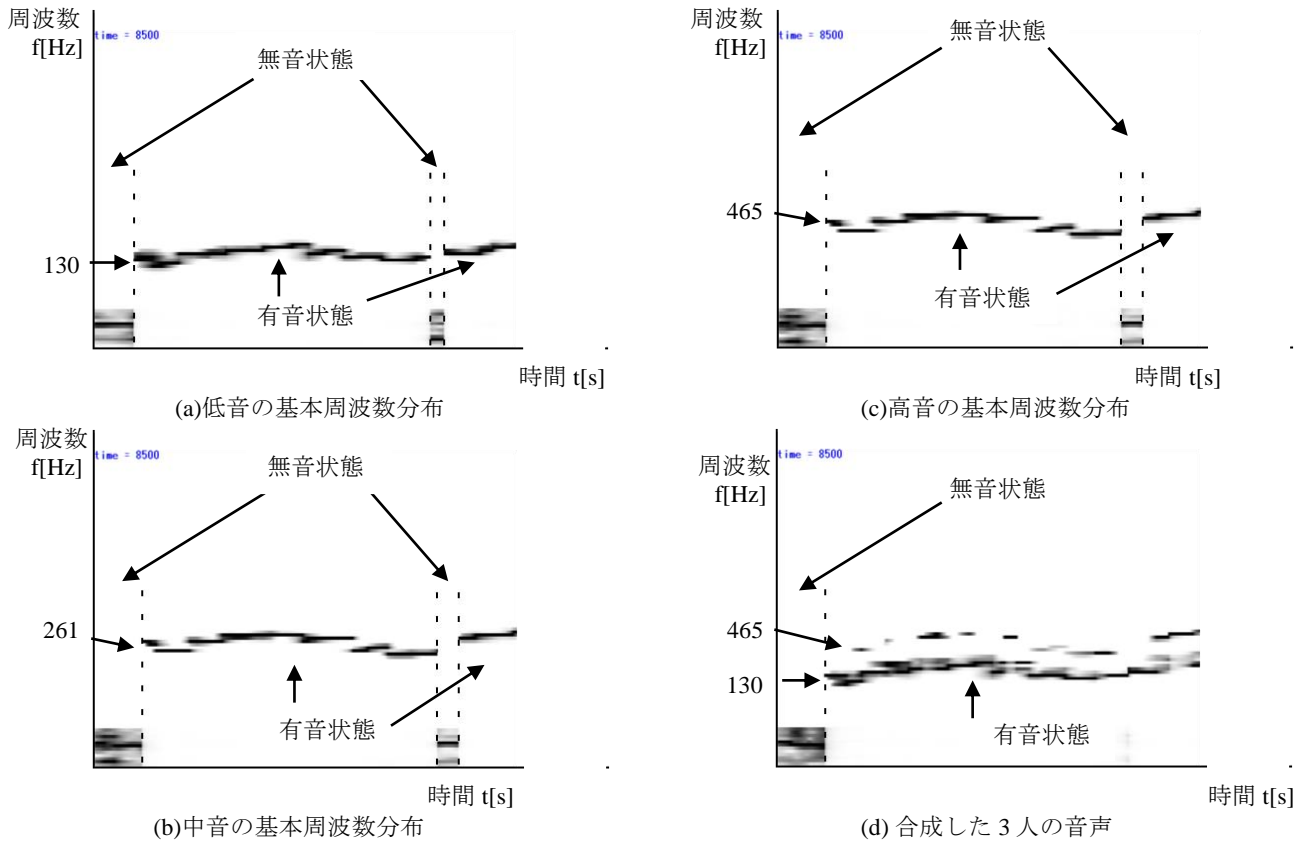 周波数
f[Hz]
time = 8500
無音状態
130
有音状態
時間 t[s]
(a)低音の基本周波数分布
周波数
f[Hz]
time = 8500
無音状態
465
有音状態
時間 t[s]
(c)高音の基本周波数分布
周波数
f[Hz]
time = 8500
無音状態
261
有音状態
時間 t[s]
(b)中音の基本周波数分布
周波数
f[Hz]
time = 8500
無音状態
465
130
有音状態
時間 t[s]
(d) 合成した 3 人の音声